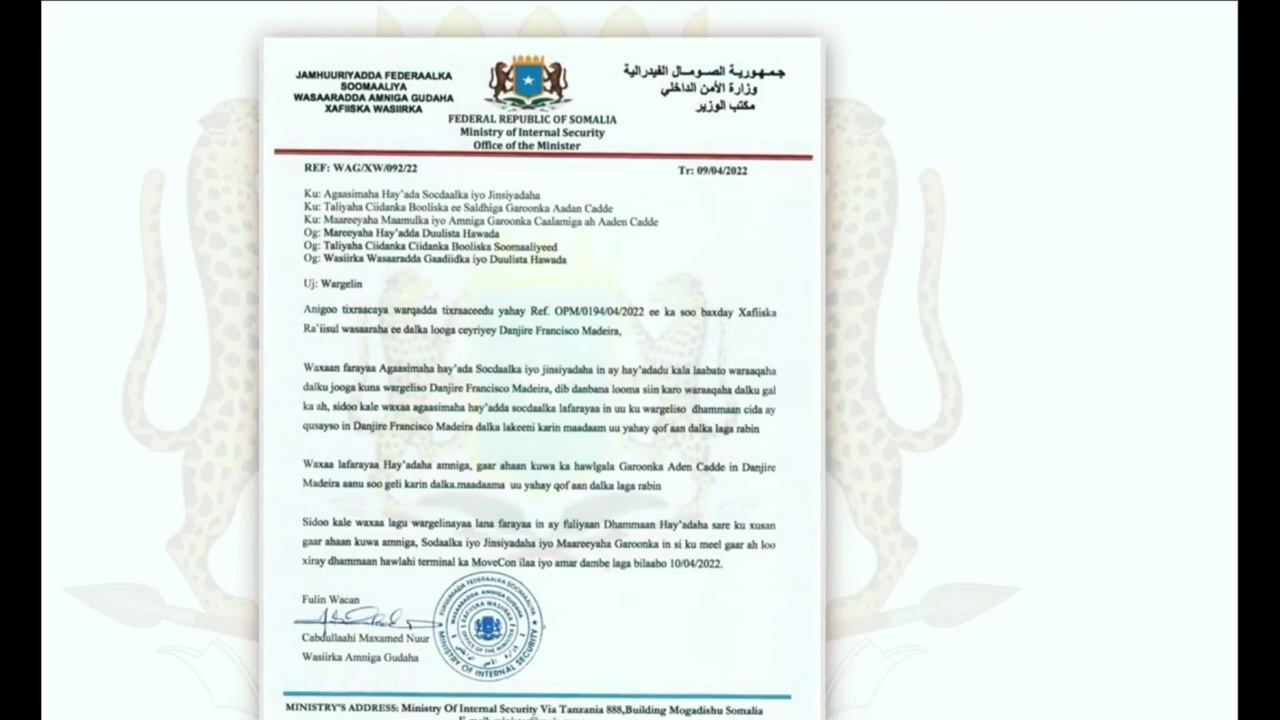 JAMHUURIYADDA FEDERAALKA
SOOMAALIYA
WASAARADDA AMNIGA GUDAHA
XAFIISKA WASIIRKA
جمهورية الصومال الفيدرالية
وزارة الأمن الداخلي
مكتب الوزير
FEDERAL REPUBLIC OF SOMALIA
Ministry of Internal Security
Office of the Minister
REF: WAG/XW/092/22
Tr: 09/04/2022
Ku: Agaasimaha Hay'ada Socdaalka iyo Jinsiyadaha
Ku: Taliyaha Ciidanka Booliska ee Saldhiga Garoonka Aadan Cadde
Ku: Maareeyaha Maamulka iyo Amniga Garoonka Caalamiga ah Aaden Cadde
Og: Mareeyaha Hay'adda Duulista Hawada
Og: Taliyaha Ciidanka Ciidanka Booliska Soomaaliyeed
Og: Wasiirka Wasaaradda Gaadiidka iyo Duulista Hawada
Uj: Wargelin
Anigoo tixraacaya warqadda tixraaceedu yahay Ref. OPM/0194/04/2022 ee ka soo baxday Xafiiska
Ra'iisul wasaaraha ee dalka looga ceyriyey Danjire Francisco Madeira,
Waxaan farayaa Agaasimaha hay'ada Socdaalka iyo jinsiyadaha in ay hay'adadu kala laabato waraaqaha
dalku jooga kuna wargeliso Danjire Francisco Madeira, dib danbana looma siin karo waraaqaha dalku gal
ka ah, sidoo kale waxaa agaasimaha hay'adda socdaalka lafarayaa in uu ku wargeliso dhammaan cida ay
qusayso in Danjire Francisco Madeira dalka lakeeni karin maadam uu yahay qof aan dalka laga rabin
Waxaa lafarayaa Hay'adaha amniga, gaar ahaan kuwa ka hawlgala Garoonka Aden Cadde in Danjire
Madeira aanu soo geli karin dalka.maadaama uu yahay qof aan dalka laga rabin
Sidoo kale waxaa lagu wargelinayaa lana farayaa in ay fuliyaan Dhammaan Hay'adaha sare ku xusan
gaar ahaan kuwa amniga, Sodaalka iyo Jinsiyadaha iyo Maareeyaha Garoonka in si ku meel gaar ah loo
xiray dhammaan hawlahi terminal ka MoveCon ilaa iyo amar dambe laga bilaabo 10/04/2022.
Fulin Wacan
Cabdullaahi Maxamed Nuur
Wasiirka Amniga Gudaha
MINISTRY OF INTERNAL SECURITY
MINISTRY'S ADDRESS: Ministry Of Internal Security Via Tanzania 888,Building Mogadishu Somalia